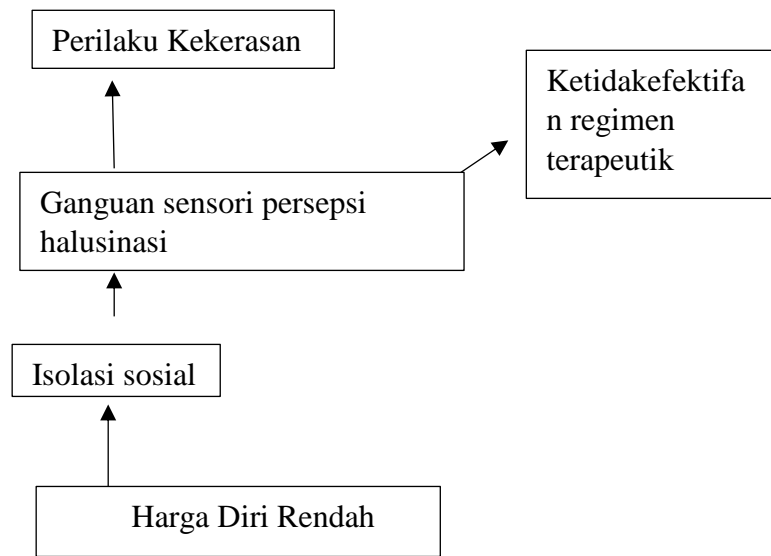 Perilaku Kekerasan
Ketidakefektifa
n regimen
terapeutik
Ganguan sensori persepsi
halusinasi
Isolasi sosial
Harga Diri Rendah